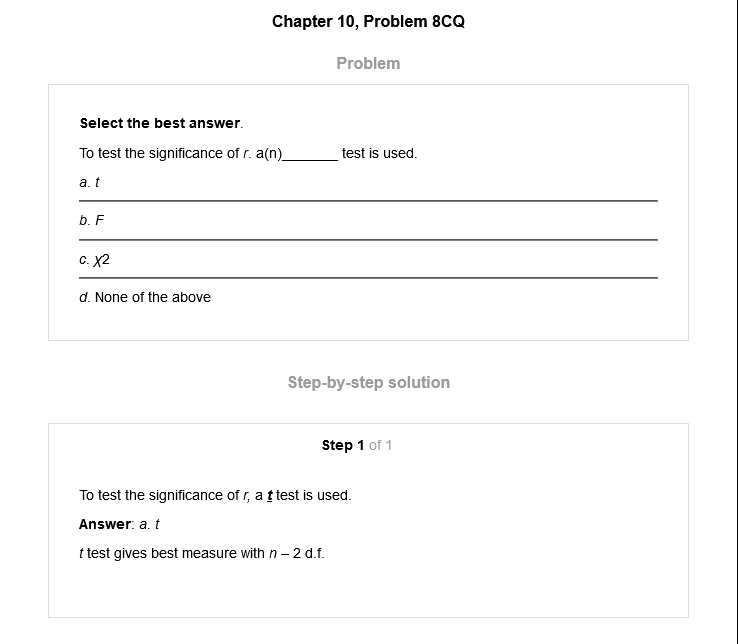 Chapter 10, Problem 8CQ
Problem
Select the best answer.
To test the significance of r. a(n)_______ test is used.
a. t
b. F
c. χ2
d. None of the above
Step-by-step solution
Step 1 of 1
To test the significance of r, a t test is used.
Answer: a. t
t test gives best measure with n – 2 d.f.